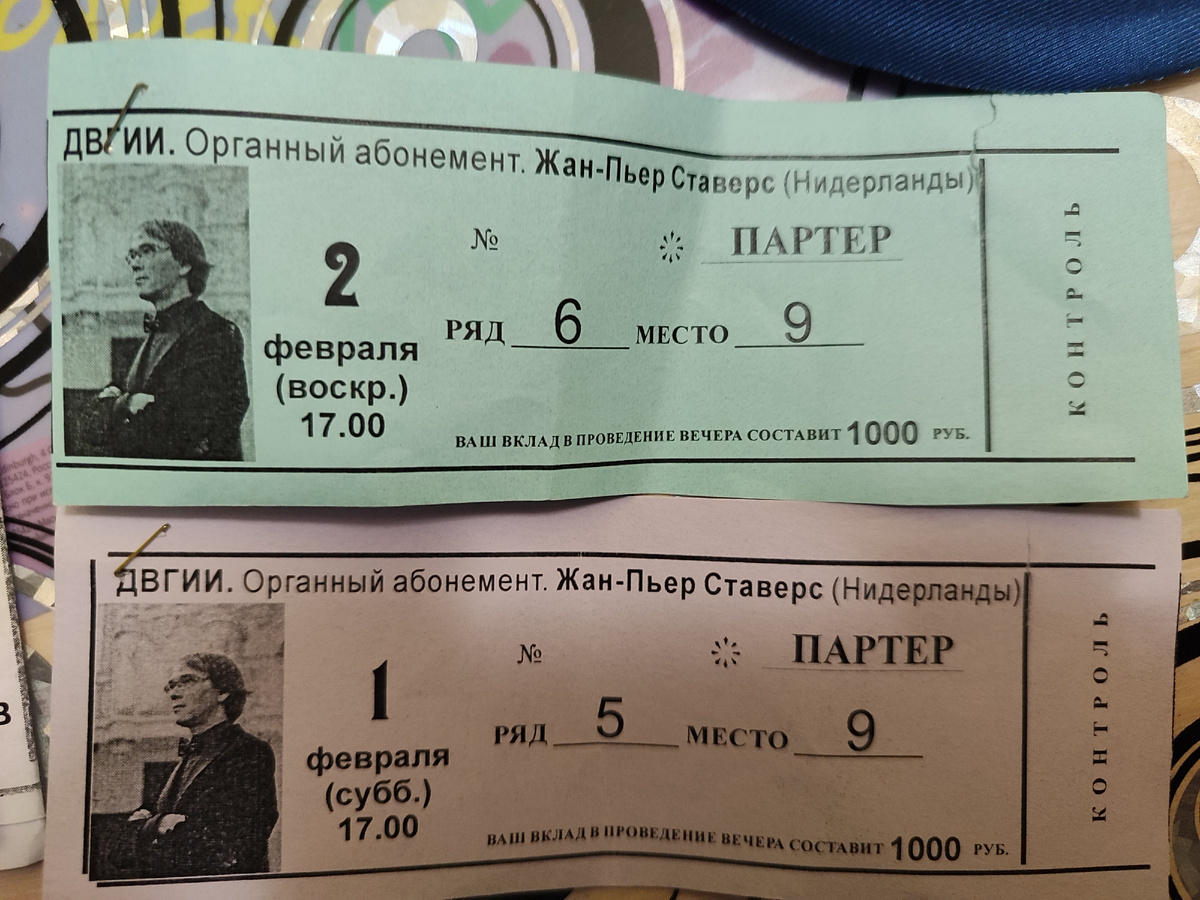 ДВГИИ. Органный абонемент. Жан-Пьер Ставерс (Нидерланды)
2
февраля
(воскр.)
17.00
№
ПАРТЕР
РЯД 6 МЕСТО 9
ВАШ ВКЛАД В ПРОВЕДЕНИЕ ВЕЧЕРА СОСТАВИТ 1000 РУБ.
КОНТРОЛЬ
ДВГИИ. Органный абонемент. Жан-Пьер Ставерс (Нидерланды)
1
февраля
(субб.)
17.00
№
ПАРТЕР
РЯД 5 МЕСТО 9
ВАШ ВКЛАД В ПРОВЕДЕНИЕ ВЕЧЕРА СОСТАВИТ 1000 РУБ.
КОНТРОЛЬ